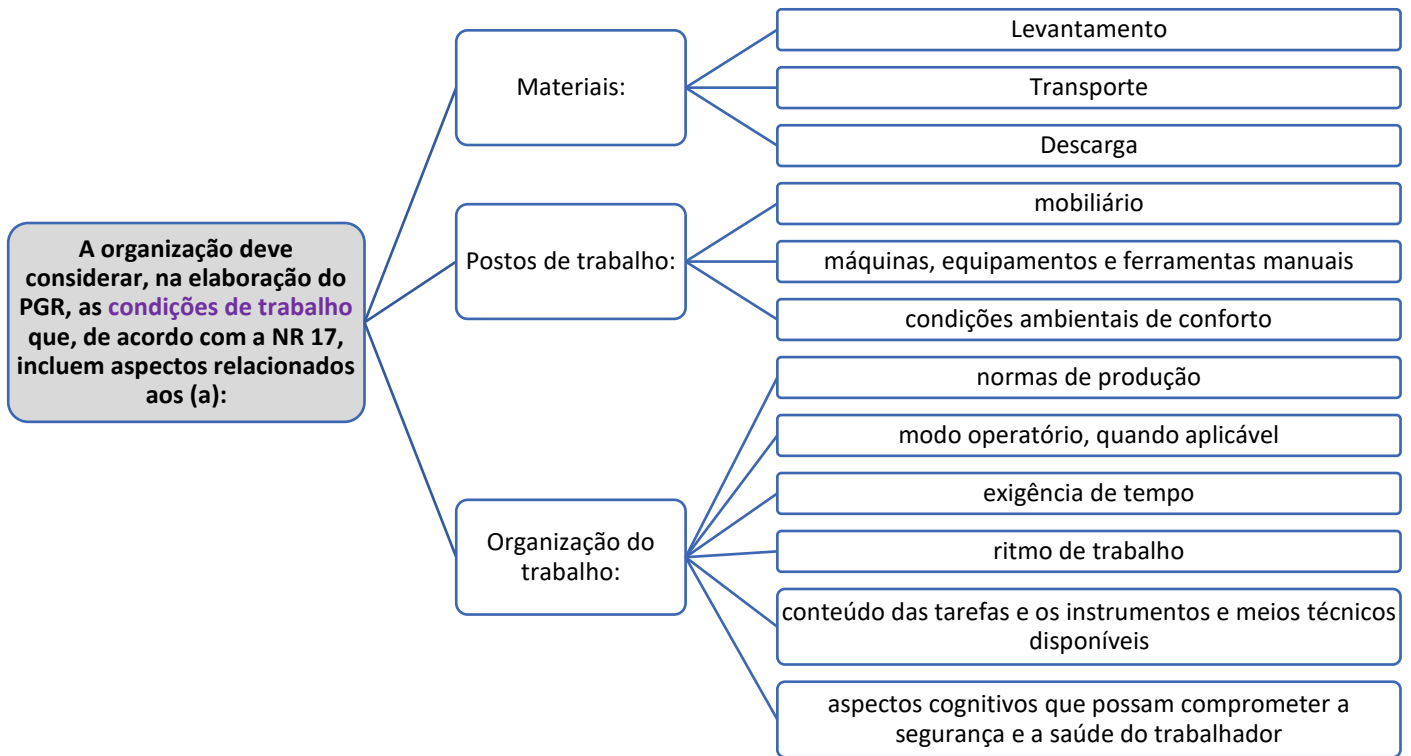 A organização deve
considerar, na elaboração do
PGR, as condições de trabalho
que, de acordo com a NR 17,
incluem aspectos relacionados
aos (a):
Materiais:
Levantamento
Transporte
Descarga
Postos de trabalho:
mobiliário
máquinas, equipamentos e ferramentas manuais
condições ambientais de conforto
Organização do
trabalho:
normas de produção
modo operatório, quando aplicável
exigência de tempo
ritmo de trabalho
conteúdo das tarefas e os instrumentos e meios técnicos
disponíveis
aspectos cognitivos que possam comprometer a
segurança e a saúde do trabalhador